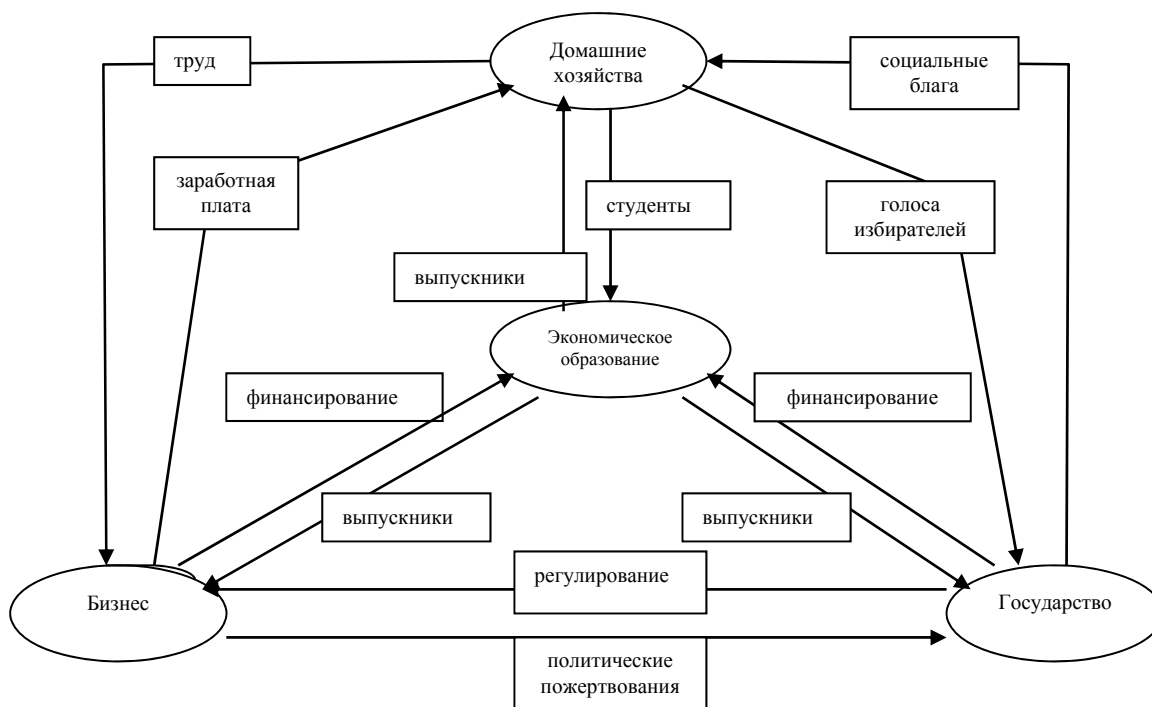 Домашние
хозяйства
труд
социальные
блага
заработная
плата
студенты
голоса
избирателей
выпускники
Экономическое
образование
финансирование
финансирование
выпускники
выпускники
регулирование
Бизнес
Государство
политические
пожертвования